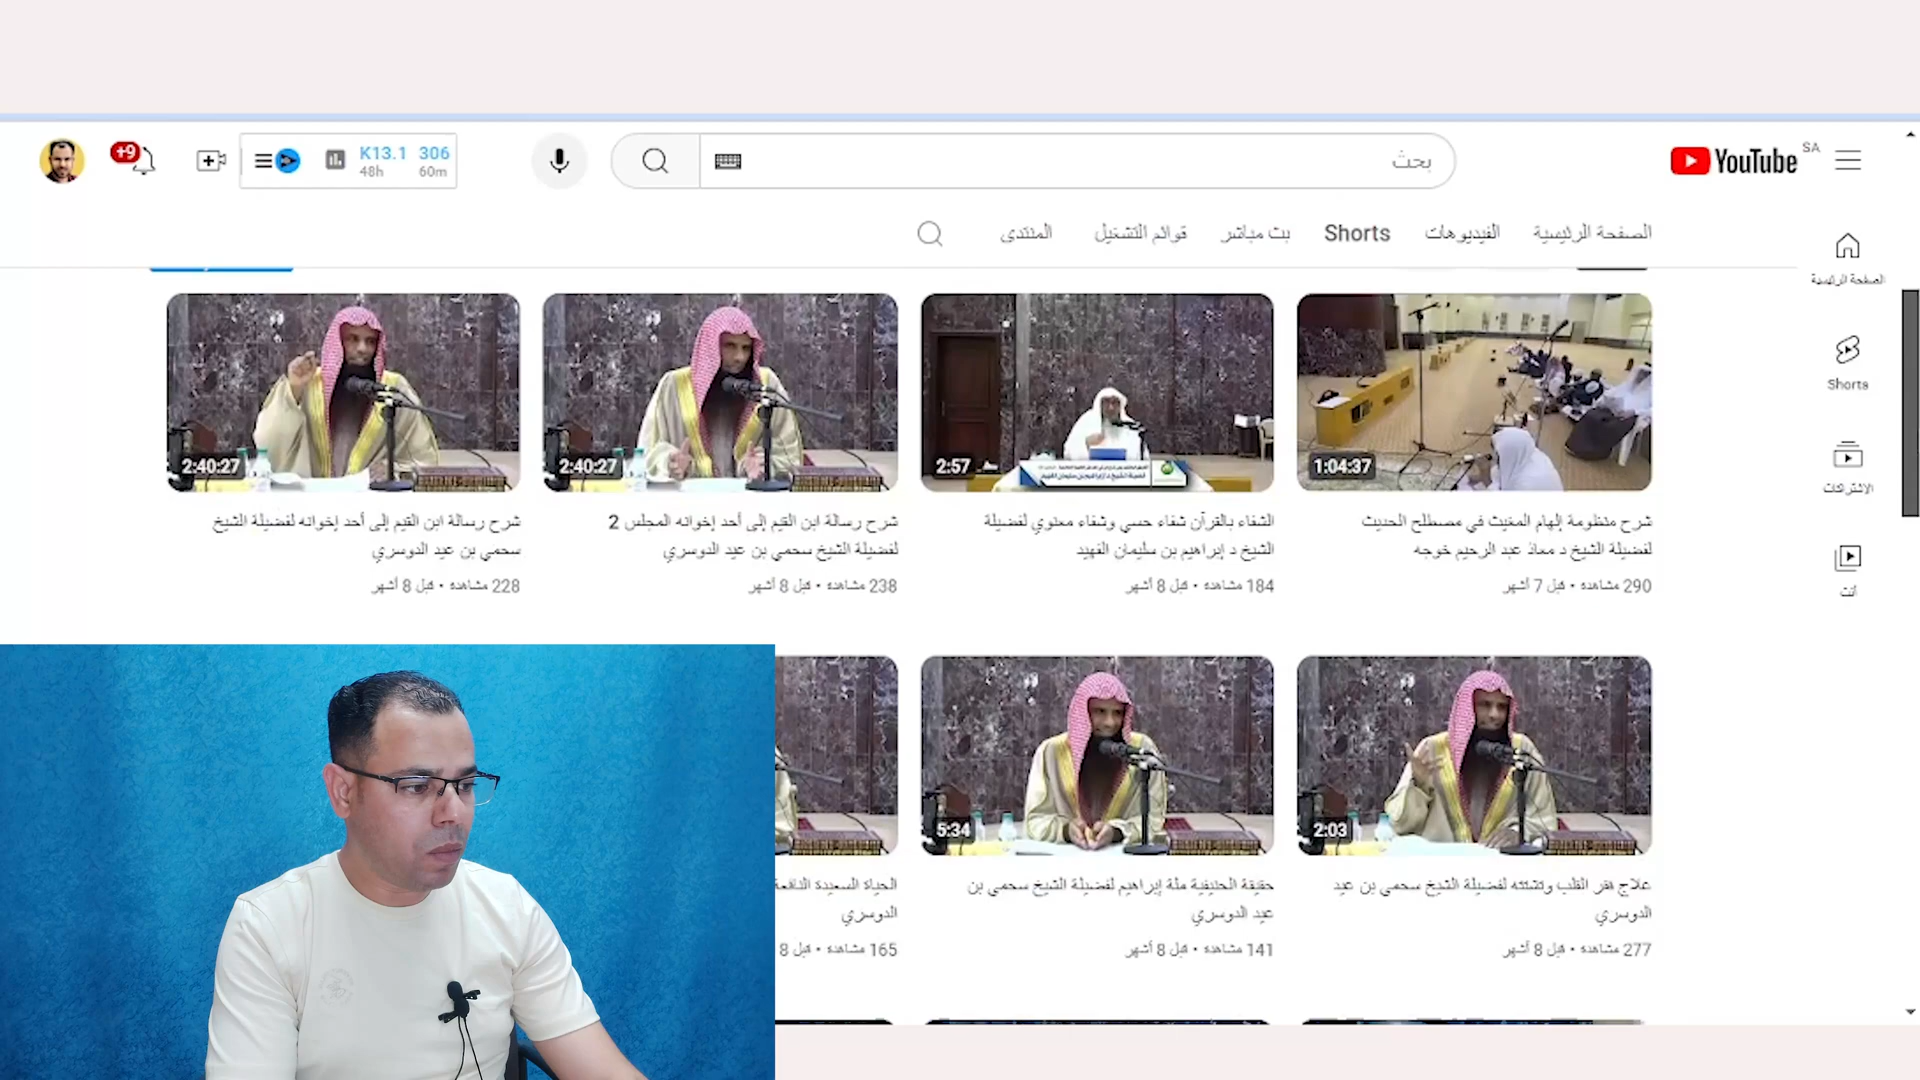 +9
K13.1 306
48h 60m
بحث
YouTube SA
الصفحة الرئيسية
الفيديوهات
Shorts
بث مباشر
قوائم التشغيل
المنتدى
الصفحة الرئيسية
Shorts
الاشتراكات
أنت
1:04:37
شرح منظومة إلهام المغيث في مصطلح الحديث
لفضيلة الشيخ د معاذ عبد الرحيم خوجه
290 مشاهدة • قبل 7 أشهر
2:57
الشفاء بالقرآن شفاء حسي وشفاء معنوي لفضيلة
الشيخ د إبراهيم بن سليمان الفهيد
184 مشاهدة • قبل 8 أشهر
2:40:27
شرح رسالة ابن القيم إلى أحد إخوانه المجلس 2
لفضيلة الشيخ سحمي بن عيد الدوسري
238 مشاهدة • قبل 8 أشهر
2:40:27
شرح رسالة ابن القيم إلى أحد إخوانه لفضيلة الشيخ
سحمي بن عيد الدوسري
228 مشاهدة • قبل 8 أشهر
2:03
علاج فقر القلب وتشتته لفضيلة الشيخ سحمي بن عيد
الدوسري
277 مشاهدة • قبل 8 أشهر
5:34
حقيقة الحنيفية ملة إبراهيم لفضيلة الشيخ سحمي بن
عيد الدوسري
141 مشاهدة • قبل 8 أشهر
الحياة السعيدة النافعة
الدوسري
165 مشاهدة • قبل 8